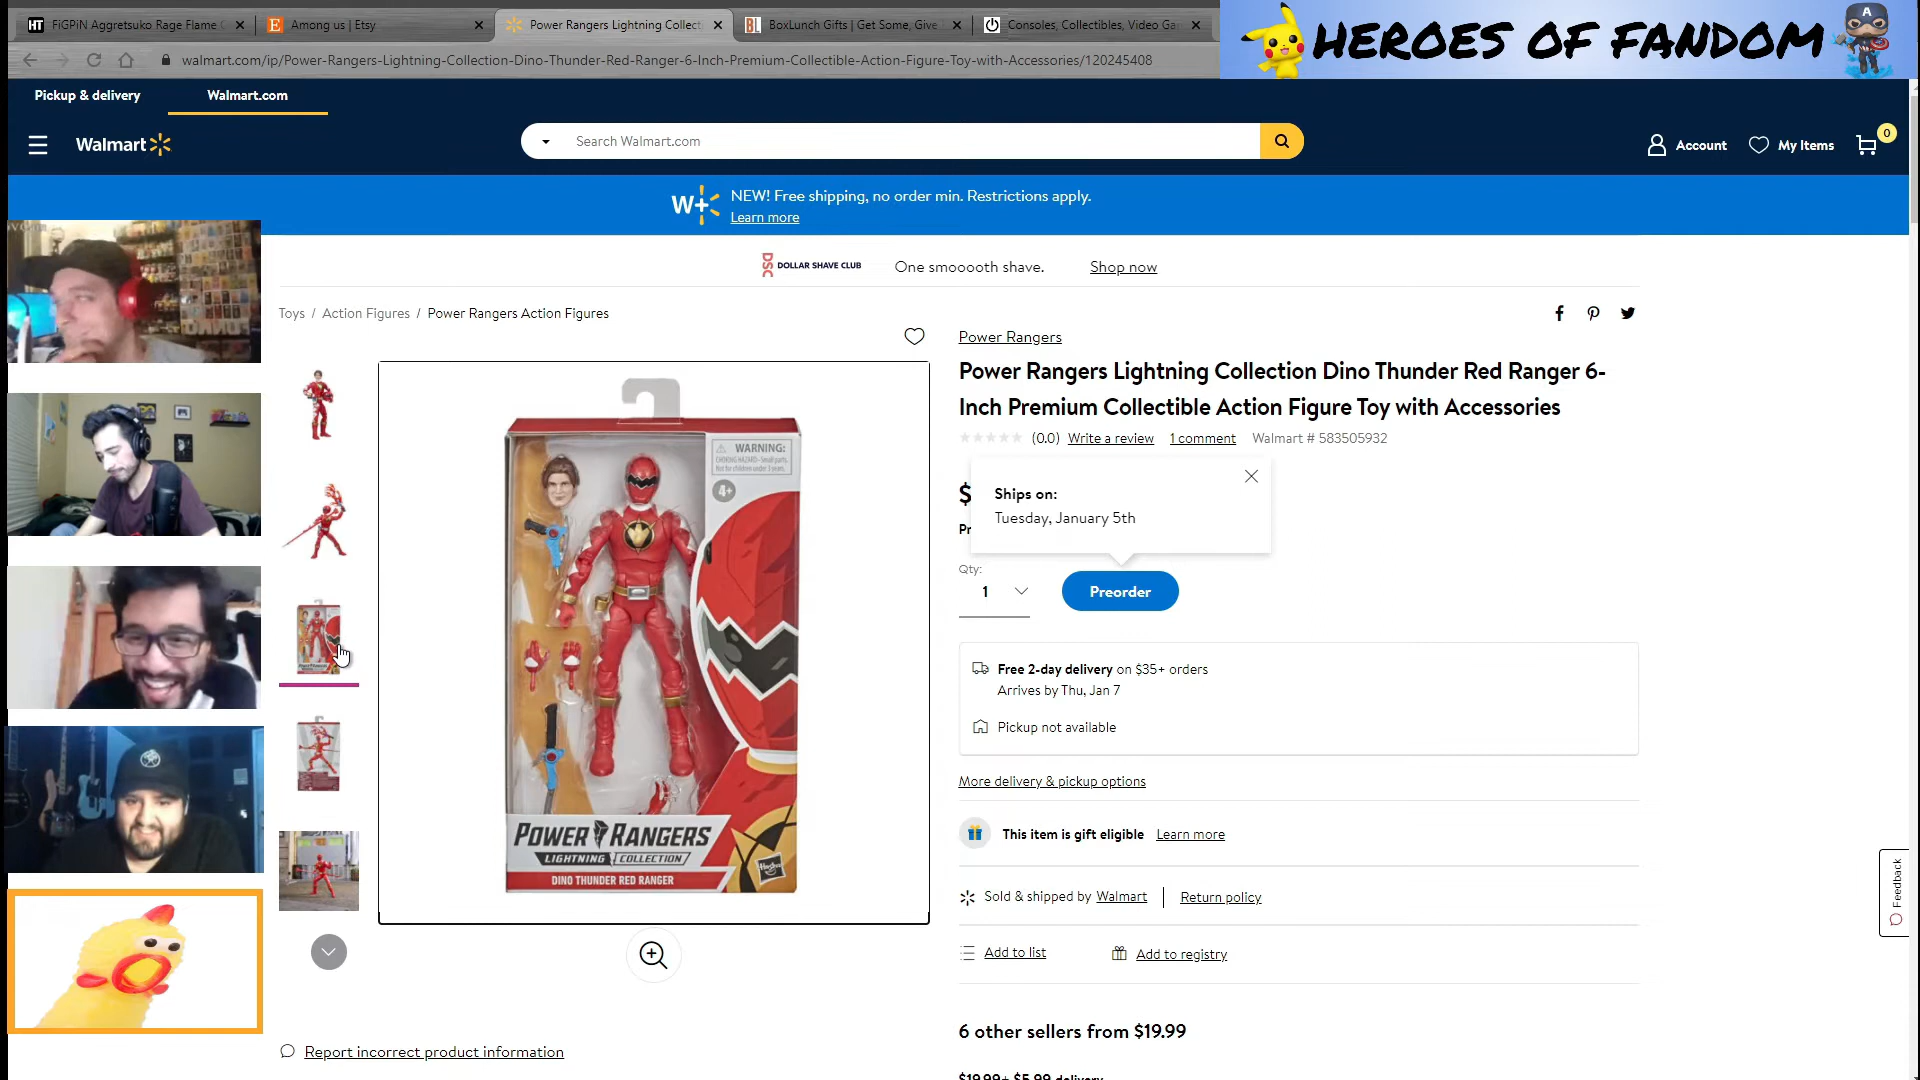 FiGPiN Aggretsuko Rage Flame
Among us | Etsy
Power Rangers Lightning Collect
BoxLunch Gifts | Get Some, Give
Consoles, Collectibles, Video Ga
HEROES OF FANDOM
walmart.com/ip/Power-Rangers-Lightning-Collection-Dino-Thunder-Red-Ranger-6-Inch-Premium-Collectible-Action-Figure-Toy-with-Accessories/120245408
Pickup & delivery
Walmart.com
Walmart
Search Walmart.com
Account
My Items
0
W+
NEW! Free shipping, no order min. Restrictions apply.
Learn more
DSC DOLLAR SHAVE CLUB
One smooooth shave.
Shop now
Toys / Action Figures / Power Rangers Action Figures
Power Rangers
Power Rangers Lightning Collection Dino Thunder Red Ranger 6-
Inch Premium Collectible Action Figure Toy with Accessories
(0.0) Write a review 1 comment Walmart # 583505932
$
Ships on:
Tuesday, January 5th
Pr
Qty:
1
Preorder
WARNING:
4+
POWER RANGERS
LIGHTNING COLLECTION
DINO THUNDER RED RANGER
Hasbro
Free 2-day delivery on $35+ orders
Arrives by Thu, Jan 7
Pickup not available
More delivery & pickup options
This item is gift eligible Learn more
Sold & shipped by Walmart | Return policy
Add to list
Add to registry
Feedback
6 other sellers from $19.99
$19.99+ $5.99 delivery
Report incorrect product information